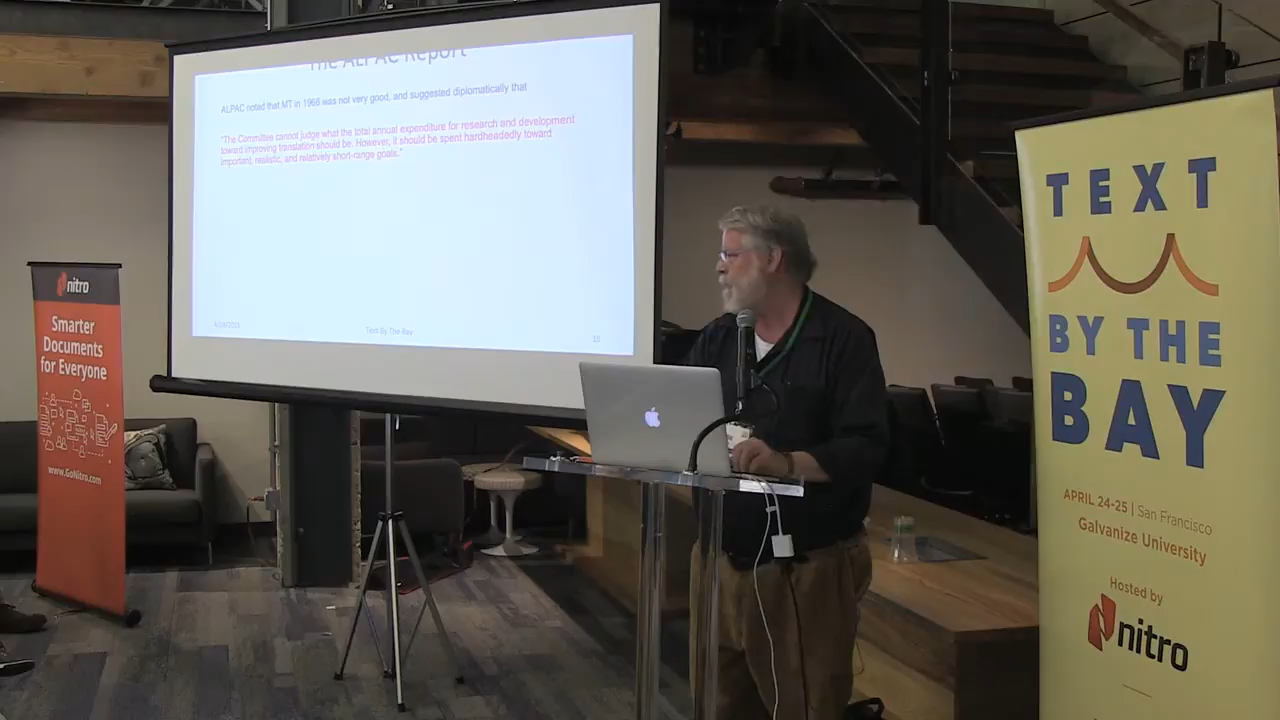 The ALPAC Report
ALPAC noted that MT in 1966 was not very good, and suggested diplomatically that
"The Committee cannot judge what the total annual expenditure for research and development
toward improving translation should be. However, it should be spent hardheadedly toward
important, realistic, and relatively short-range goals."
Text By The Bay
nitro
Smarter
Documents
for Everyone
www.GoNitro.com
TEXT
BY THE
BAY
APRIL 24-25 | San Francisco
Galvanize University
Hosted by
nitro